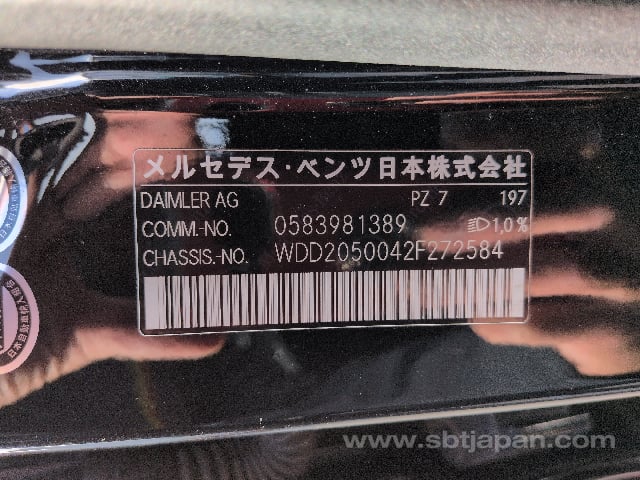 メルセデス・ベンツ日本株式会社
DAIMLER AG PZ 7 197
COMM.-NO. 0583981389 1,0%
CHASSIS.-NO. WDD2050042F272584
www.sbtjapan.com